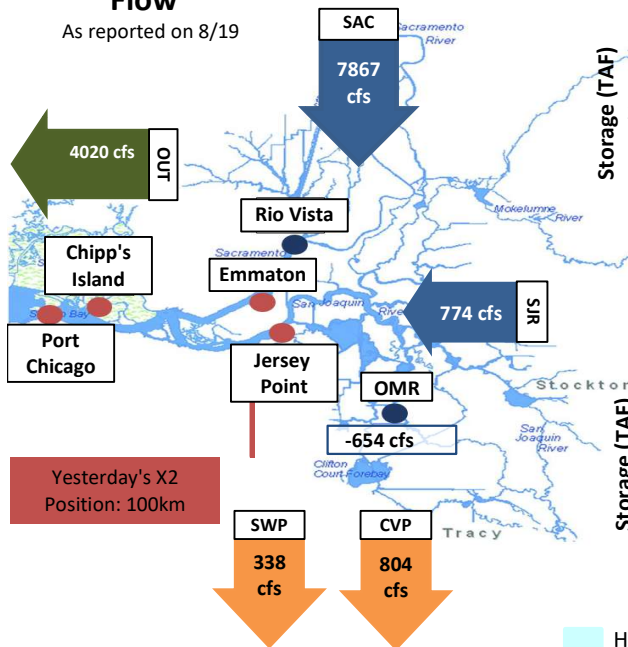 Flow
As reported on 8/19
SAC
7867
cfs
Sacramento
River
Storage (TAF)
4020 cfs
OUT
Mokelumne
River
Rio Vista
Sacramento
Chipp's
Island
Emmaton
San Joaquin
River
774 cfs
SJR
Port
Chicago
Jersey
Point
OMR
-654 cfs
Stockton
San
Joaquin
River
Storage (TAF)
Clifton
Court Forebay
Tracy
Yesterday's X2
Position: 100km
SWP
338
cfs
CVP
804
cfs
H